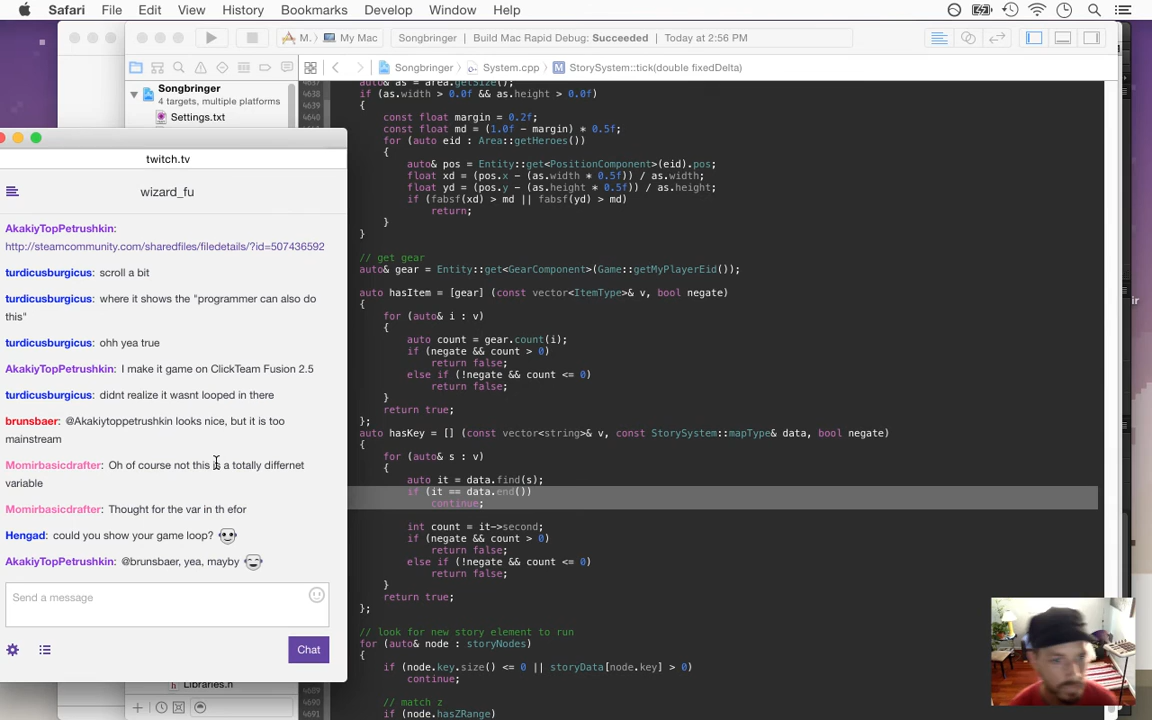 Safari File Edit View History Bookmarks Develop Window Help
M. My Mac Songbringer | Build Mac Rapid Debug: Succeeded | Today at 2:56 PM
Songbringer System.cpp StorySystem::tick(double fixedDelta)
Songbringer
4 targets, multiple platforms
Settings.txt
twitch.tv
wizard_fu
AkakiyTopPetrushkin:
http://steamcommunity.com/sharedfiles/filedetails/?id=507436592
turdicusburgicus: scroll a bit
turdicusburgicus: where it shows the "programmer can also do
this"
turdicusburgicus: ohh yea true
AkakiyTopPetrushkin: I make it game on ClickTeam Fusion 2.5
turdicusburgicus: didnt realize it wasnt looped in there
brunsbaer: @Akakiytoppetrushkin looks nice, but it is too
mainstream
Momirbasicdrafter: Oh of course not this is a totally differnet
variable
Momirbasicdrafter: Thought for the var in th efor
Hengad: could you show your game loop?
AkakiyTopPetrushkin: @brunsbaer, yea, mayby
Send a message
Chat
Libraries.h
auto& as = area.getSize();
4638 if (as.width > 0.0f && as.height > 0.0f)
4639 {
4640 const float margin = 0.2f;
const float md = (1.0f - margin) * 0.5f;
for (auto eid : Area::getHeroes())
{
auto& pos = Entity::get<PositionComponent>(eid).pos;
float xd = (pos.x - (as.width * 0.5f)) / as.width;
float yd = (pos.y - (as.height * 0.5f)) / as.height;
if (fabsf(xd) > md || fabsf(yd) > md)
return;
}
}
// get gear
auto& gear = Entity::get<GearComponent>(Game::getMyPlayerEid());
auto hasItem = [gear] (const vector<ItemType>& v, bool negate)
{
for (auto& i : v)
{
auto count = gear.count(i);
if (negate && count > 0)
return false;
else if (!negate && count <= 0)
return false;
}
return true;
};
auto hasKey = [] (const vector<string>& v, const StorySystem::mapType& data, bool negate)
{
for (auto& s : v)
{
auto it = data.find(s);
if (it == data.end())
continue;
int count = it->second;
if (negate && count > 0)
return false;
else if (!negate && count <= 0)
return false;
}
return true;
};
// look for new story element to run
for (auto& node : storyNodes)
{
if (node.key.size() <= 0 || storyData[node.key] > 0)
continue;
4689
4690 // match z
4691 if (node.hasZRange)